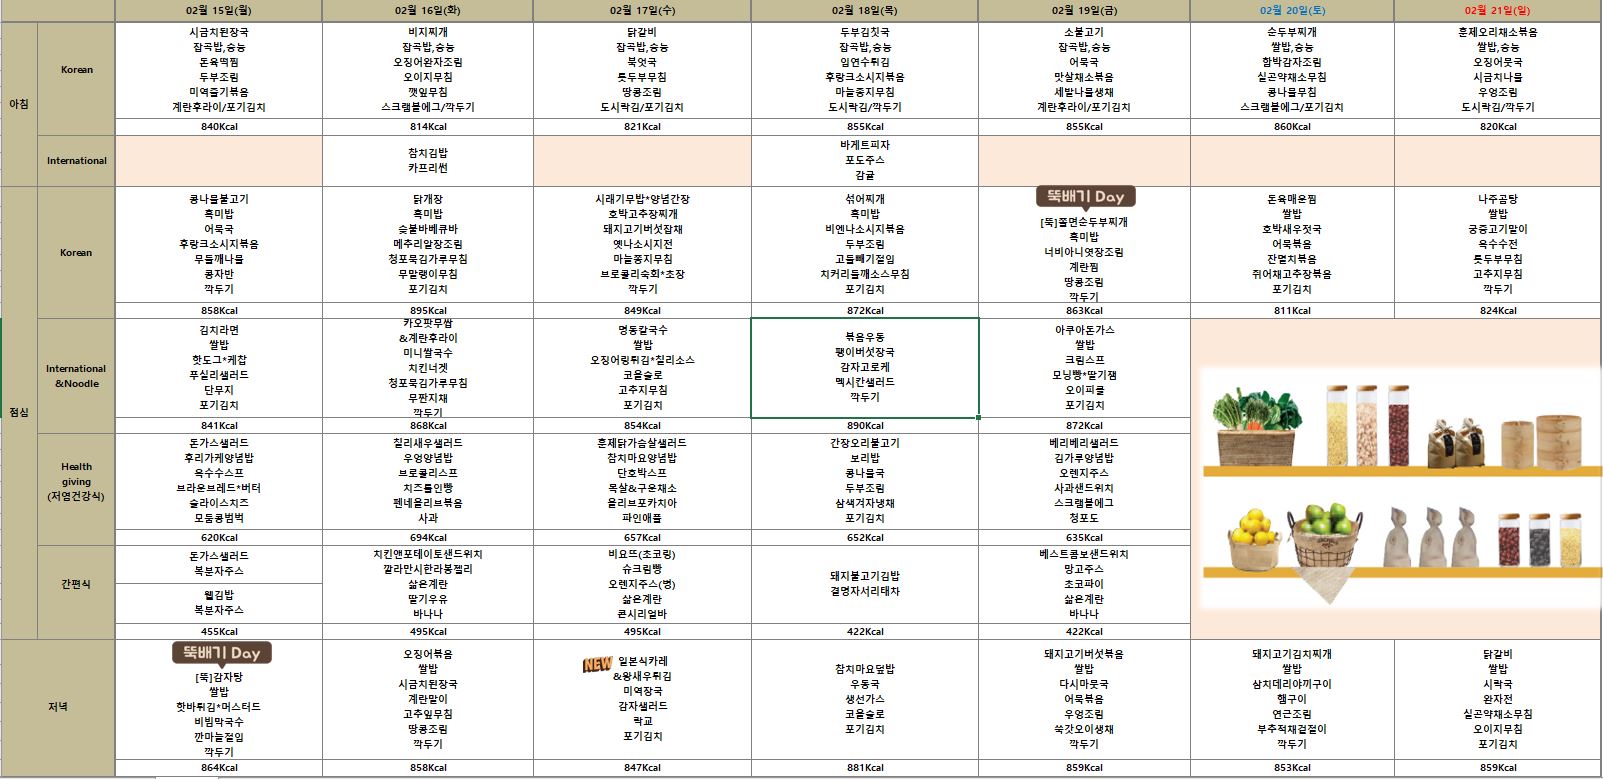 02월 15일(월)
02월 16일(화)
02월 17일(수)
02월 18일(목)
02월 19일(금)
02월 20일(토)
02월 21일(일)
아침
Korean
시금치된장국
잡곡밥,숭늉
돈육떡찜
두부조림
미역줄기볶음
계란후라이/포기김치
840Kcal
비지찌개
잡곡밥,숭늉
오징어완자조림
오이지무침
깻잎무침
스크램블에그/깍두기
814Kcal
닭갈비
잡곡밥,숭늉
북엇국
톳두부무침
땅콩조림
도시락김/포기김치
821Kcal
두부김칫국
잡곡밥,숭늉
임연수튀김
후랑크소시지볶음
마늘쫑지무침
도시락김/깍두기
855Kcal
소불고기
잡곡밥,숭늉
어묵국
맛살채소볶음
세발나물생채
계란후라이/포기김치
855Kcal
순두부찌개
쌀밥,숭늉
함박감자조림
실곤약채소무침
콩나물무침
스크램블에그/포기김치
860Kcal
훈제오리채소볶음
쌀밥,숭늉
오징어뭇국
시금치나물
우엉조림
도시락김/깍두기
820Kcal
International
참치김밥
카프리썬
바게트피자
포도주스
감귤
점심
Korean
콩나물불고기
흑미밥
어묵국
후랑크소시지볶음
무들깨나물
콩자반
깍두기
858Kcal
닭개장
흑미밥
숯불바베큐바
메추리알장조림
청포묵김가루무침
무말랭이무침
포기김치
895Kcal
시래기무밥*양념간장
호박고추장찌개
돼지고기버섯잡채
옛나소시지전
마늘쫑지무침
브로콜리숙회*초장
깍두기
849Kcal
섞어찌개
흑미밥
비엔나소시지볶음
두부조림
고들빼기절임
치커리들깨소스무침
포기김치
872Kcal
뚝배기 Day
[뚝]쫄면순두부찌개
흑미밥
너비아니엿장조림
계란찜
땅콩조림
깍두기
863Kcal
돈육매운찜
쌀밥
호박새우젓국
어묵볶음
잔멸치볶음
쥐어채고추장볶음
포기김치
811Kcal
나주곰탕
쌀밥
궁중고기말이
옥수수전
톳두부무침
고추지무침
깍두기
824Kcal
International
&Noodle
김치라면
쌀밥
핫도그*케찹
푸실리샐러드
단무지
포기김치
841Kcal
카오팟무쌉
&계란후라이
미니쌀국수
치킨너겟
청포묵김가루무침
무짠지채
깍두기
868Kcal
명동칼국수
쌀밥
오징어링튀김*칠리소스
코울슬로
고추지무침
포기김치
854Kcal
볶음우동
팽이버섯장국
감자고로케
멕시칸샐러드
깍두기
890Kcal
아쿠아돈가스
쌀밥
크림스프
모닝빵*딸기잼
오이피클
포기김치
872Kcal
Health
giving
(저염건강식)
돈가스샐러드
후리가케양념밥
옥수수스프
브라운브레드*버터
슬라이스치즈
모둠콩범벅
620Kcal
칠리새우샐러드
우엉양념밥
브로콜리스프
치즈롤인빵
펜네올리브볶음
사과
694Kcal
훈제닭가슴살샐러드
참치마요양념밥
단호박스프
목살&구운채소
올리브포카치아
파인애플
657Kcal
간장오리불고기
보리밥
콩나물국
두부조림
삼색겨자냉채
포기김치
652Kcal
베리베리샐러드
김가루양념밥
오렌지주스
사과샌드위치
스크램블에그
청포도
635Kcal
간편식
돈가스샐러드
복분자주스
웰김밥
복분자주스
455Kcal
치킨앤포테이토샌드위치
깔라만시한라봉젤리
삶은계란
딸기우유
바나나
495Kcal
비요뜨(초코링)
슈크림빵
오렌지주스(병)
삶은계란
콘시리얼바
495Kcal
돼지불고기김밥
결명자서리태차
422Kcal
베스트콤보샌드위치
망고주스
초코파이
삶은계란
바나나
422Kcal
저녁
뚝배기 Day
[뚝]감자탕
쌀밥
핫바튀김*머스터드
비빔막국수
깐마늘절임
깍두기
864Kcal
오징어볶음
쌀밥
시금치된장국
계란말이
고추잎무침
땅콩조림
깍두기
858Kcal
NEW 일본식카레
&왕새우튀김
미역장국
감자샐러드
락교
포기김치
847Kcal
참치마요덮밥
우동국
생선가스
코울슬로
포기김치
881Kcal
돼지고기버섯볶음
쌀밥
다시마뭇국
어묵볶음
우엉조림
쑥갓오이생채
깍두기
859Kcal
돼지고기김치찌개
쌀밥
삼치데리야끼구이
햄구이
연근조림
부추적채겉절이
깍두기
853Kcal
닭갈비
쌀밥
시락국
완자전
실곤약채소무침
오이지무침
포기김치
859Kcal